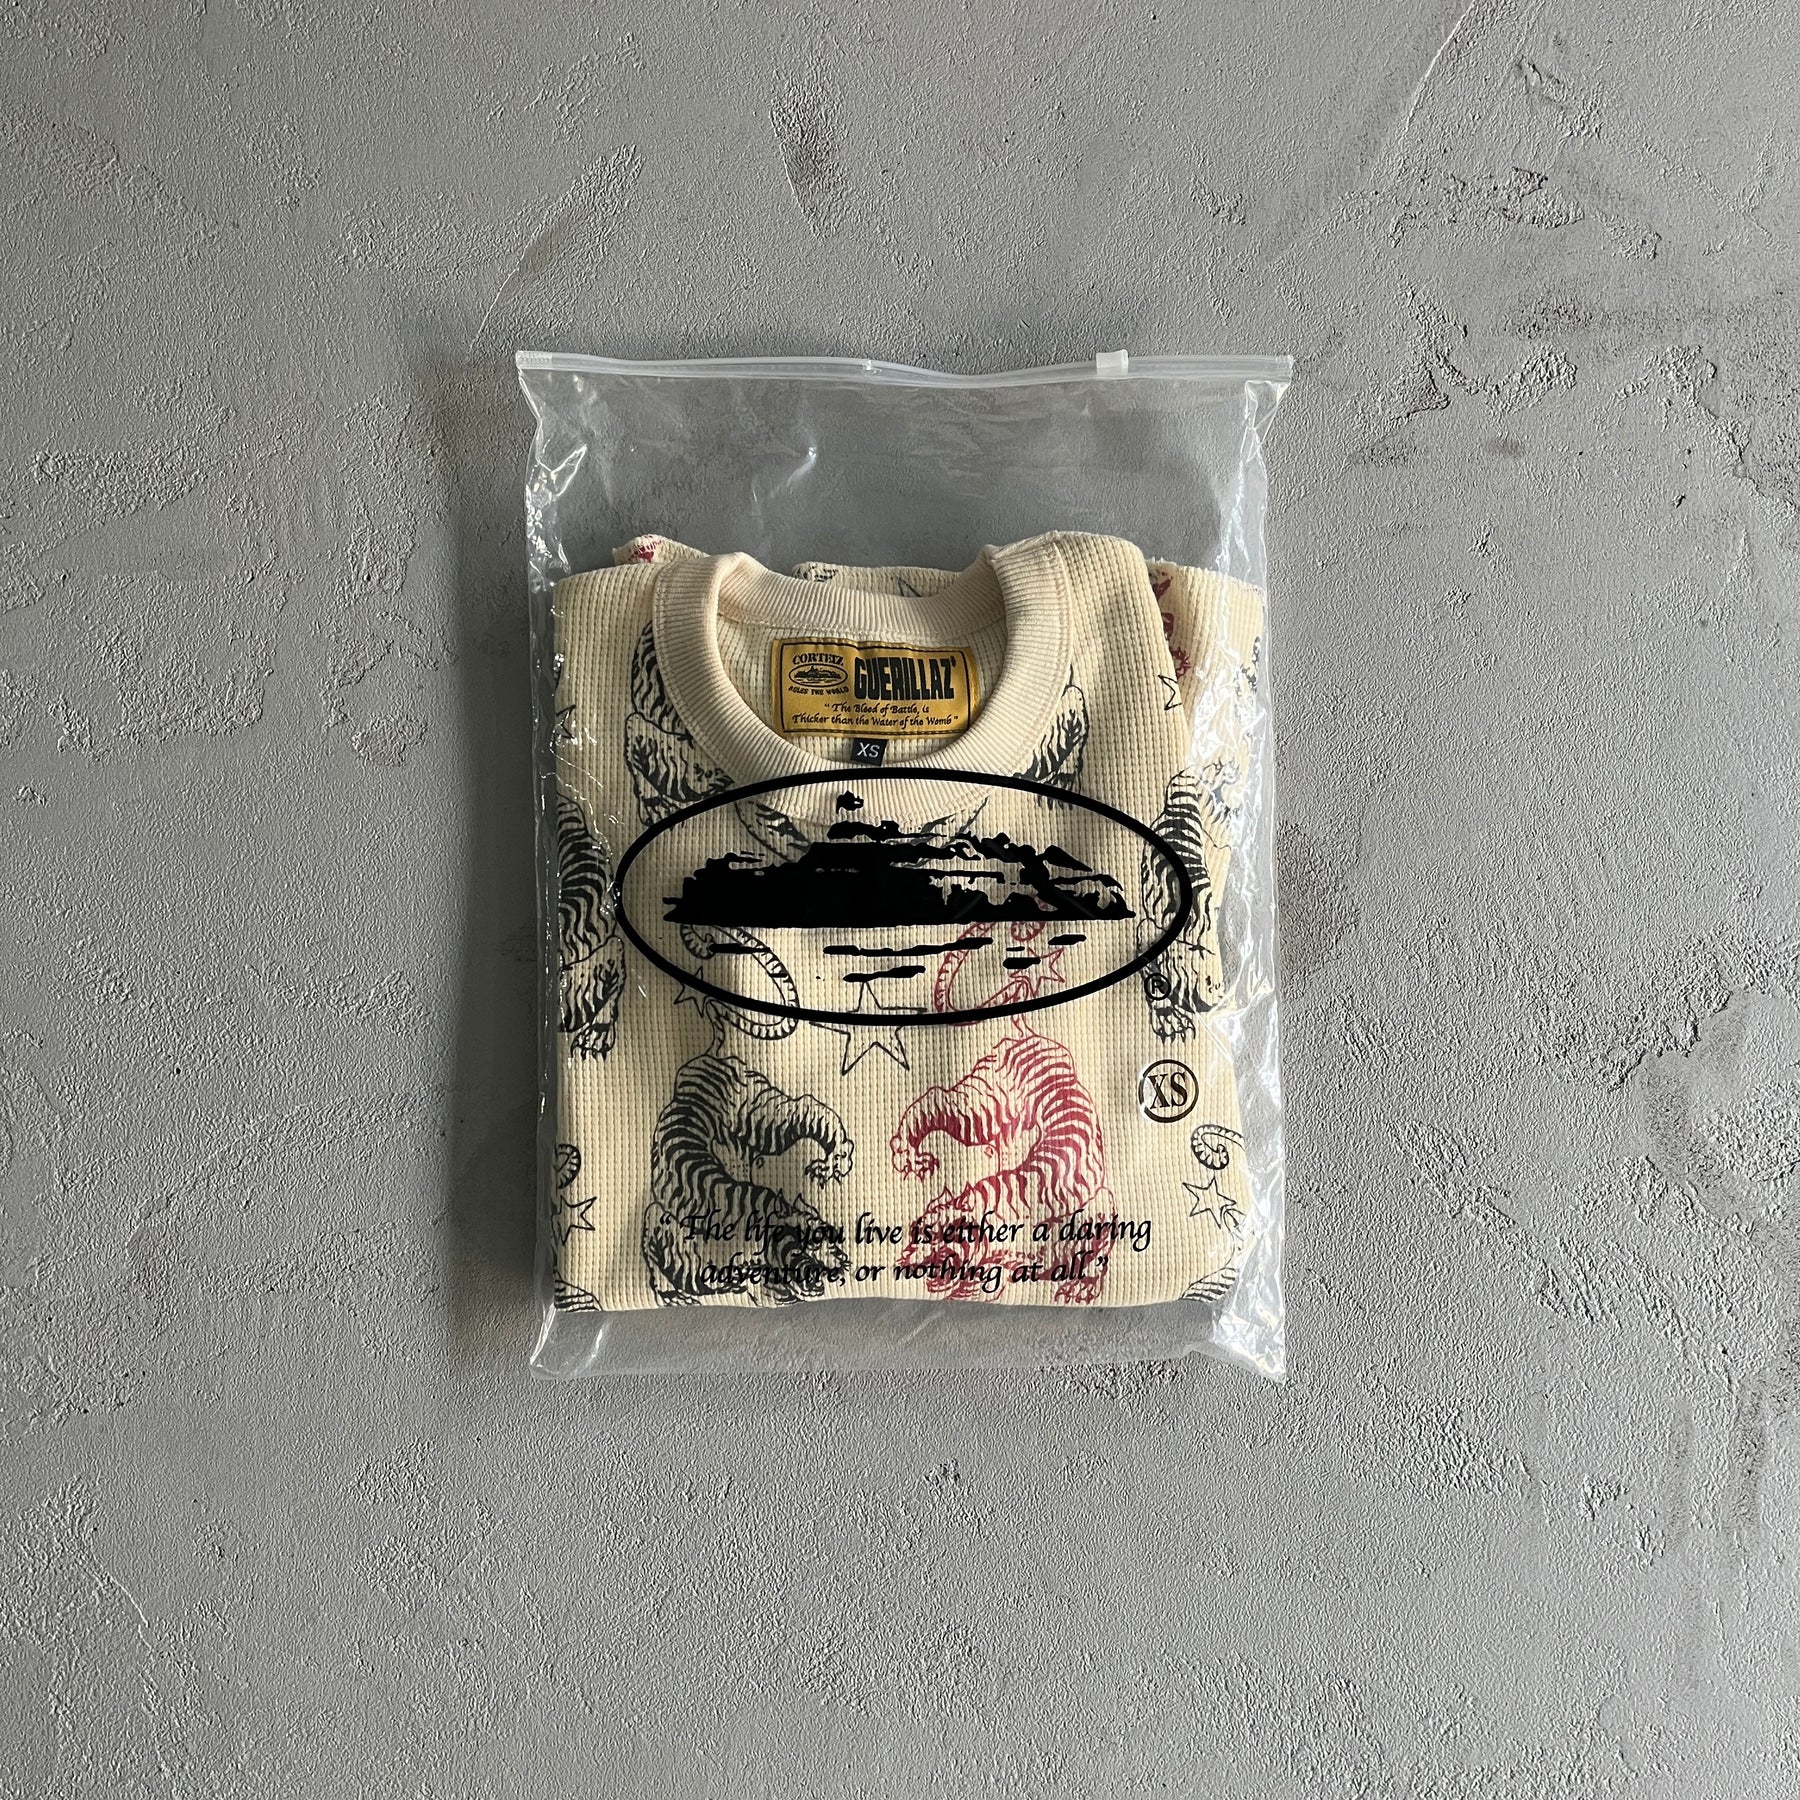 CORTEIZ
RULES THE WORLD
GUERILLAZ
"The Blood of Battle, is
Thicker than the Water of the Womb"
XS
®
XS
"The life you live is either a daring
adventure, or nothing at all"